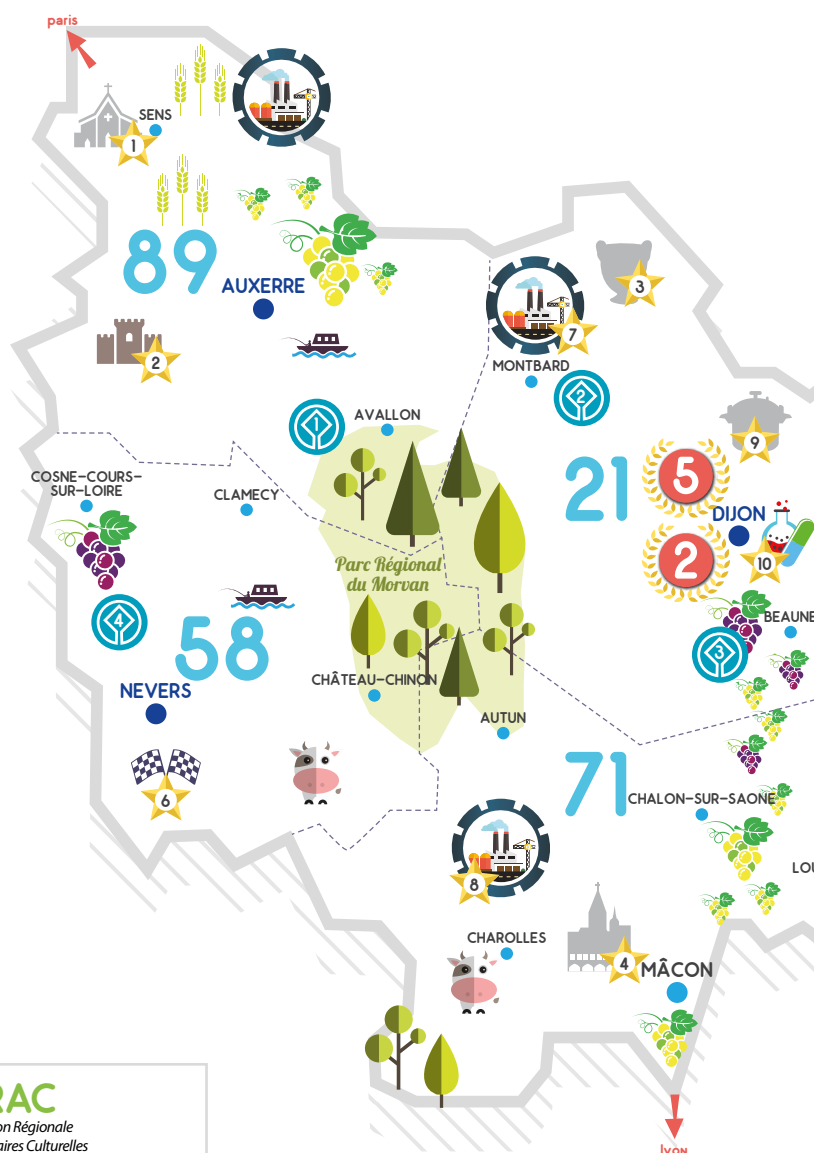 paris
SENS
1
89
AUXERRE
3
7
2
MONTBARD
2
1
AVALLON
9
COSNE-COURS-
SUR-LOIRE
CLAMECY
21
5
DIJON
2
10
Parc Régional
du Morvan
4
58
BEAUNE
3
CHÂTEAU-CHINON
NEVERS
AUTUN
6
71
CHALON-SUR-SAONE
8
LOU
CHAROLLES
4
MÂCON
RAC
on Régionale
aires Culturelles
lyon